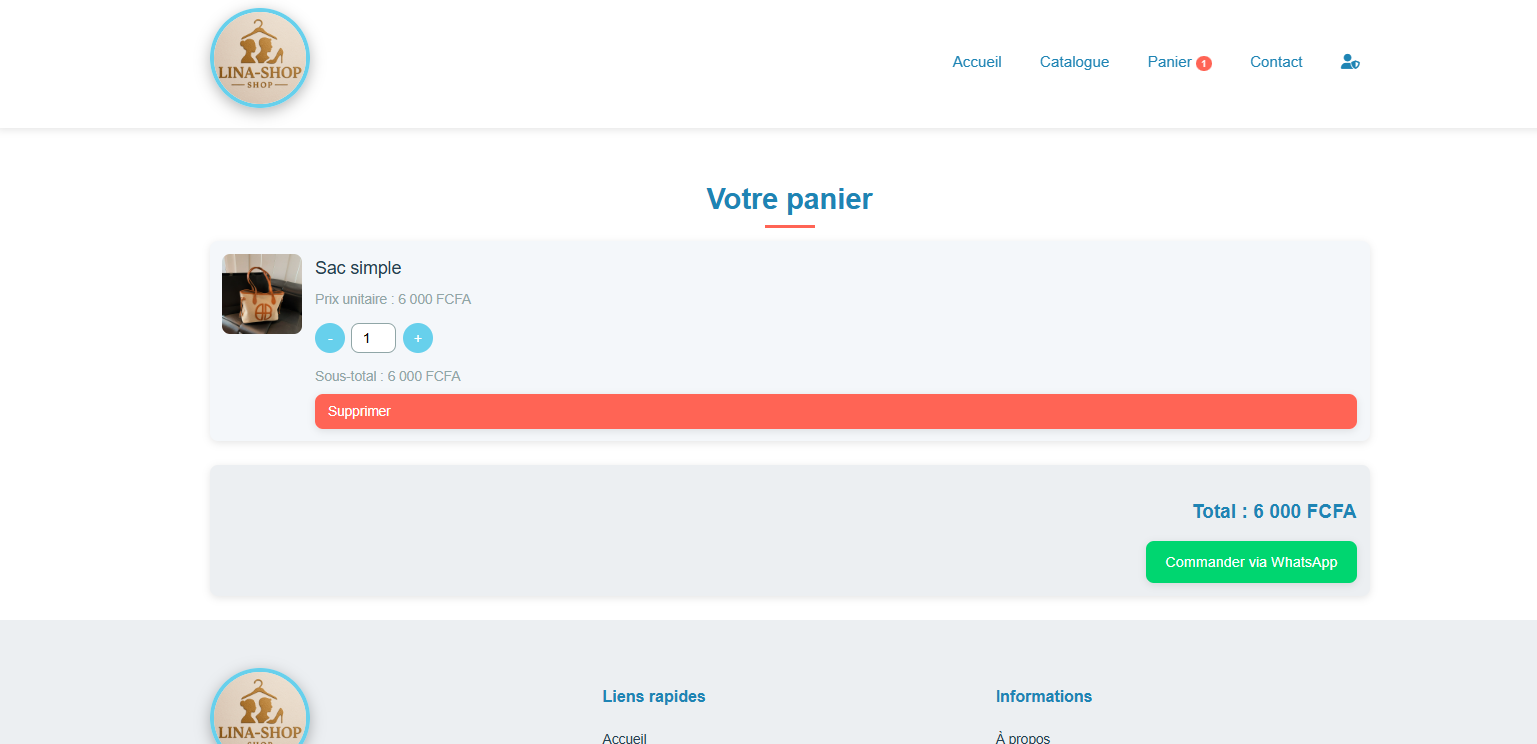 LINA-SHOP
SHOP
Accueil Catalogue Panier 1 Contact
Votre panier
Sac simple
Prix unitaire : 6 000 FCFA
- 1 +
Sous-total : 6 000 FCFA
Supprimer
Total : 6 000 FCFA
Commander via WhatsApp
LINA-SHOP
SHOP
Liens rapides
Informations
Accueil
À propos